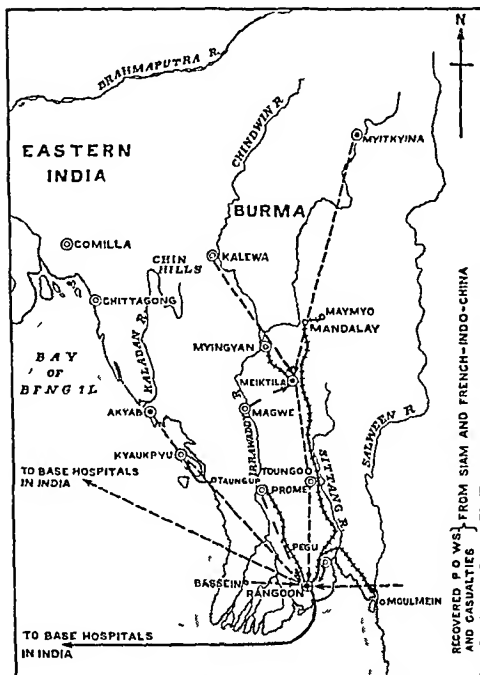 N
BRAHMAPUTRA R.
CHINDWIN R
MYITKYINA
EASTERN
INDIA
BURMA
COMILLA
CHIN
HILLS
KALEWA
CHITTAGONG
KALADAN R.
MAYMYO
MANDALAY
MYINGYAN
BAY
OF
BENGAL
MEIKTILA
AKYAB
MAGWE
IRRAWADDY R.
SALWEEN R
KYAUKPYU
TO BASE HOSPITALS
IN INDIA
TAUNGUP
TOUNGOO
PROME
SITTANG R.
PEGU
BASSEIN
RANGOON
MOULMEIN
TO BASE HOSPITALS
IN INDIA
RECOVERED P O WS
AND CASUALTIES } FROM SIAM AND FRENCH-INDO-CHINA